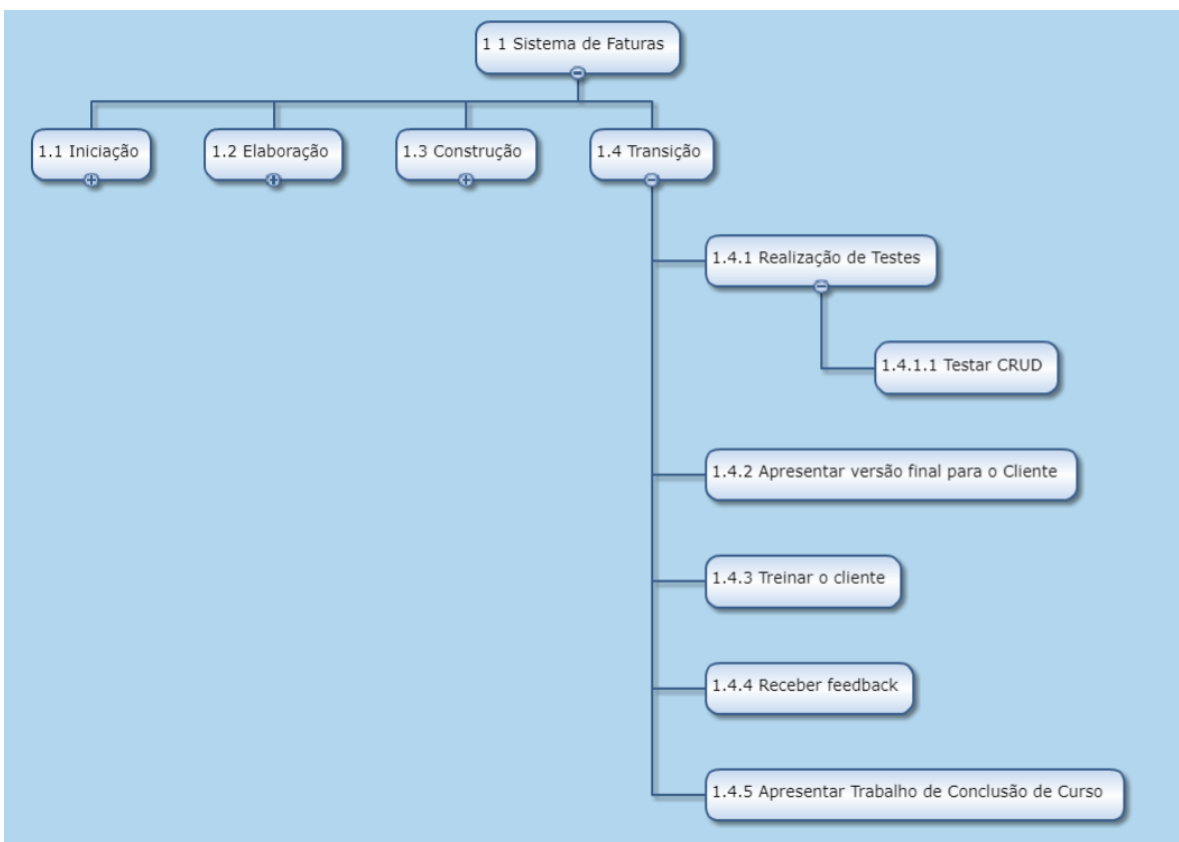 1 1 Sistema de Faturas
1.1 Iniciação
1.2 Elaboração
1.3 Construção
1.4 Transição
1.4.1 Realização de Testes
1.4.1.1 Testar CRUD
1.4.2 Apresentar versão final para o Cliente
1.4.3 Treinar o cliente
1.4.4 Receber feedback
1.4.5 Apresentar Trabalho de Conclusão de Curso